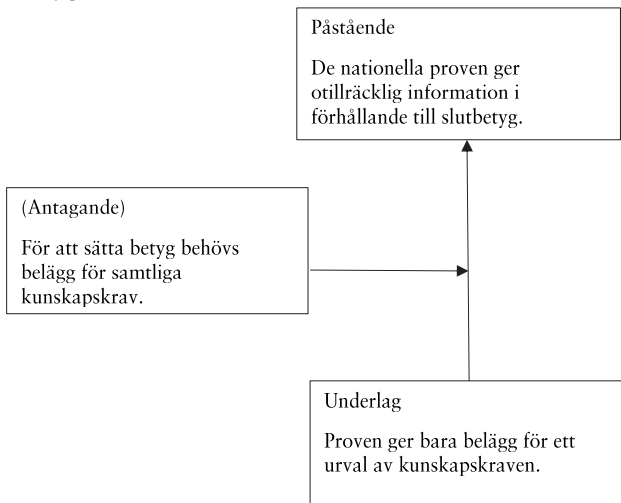 Påstående
De nationella proven ger
otillräcklig information i
förhållande till slutbetyg.
(Antagande)
För att sätta betyg behövs
belägg för samtliga
kunskapskrav.
Underlag
Proven ger bara belägg för ett
urval av kunskapskraven.